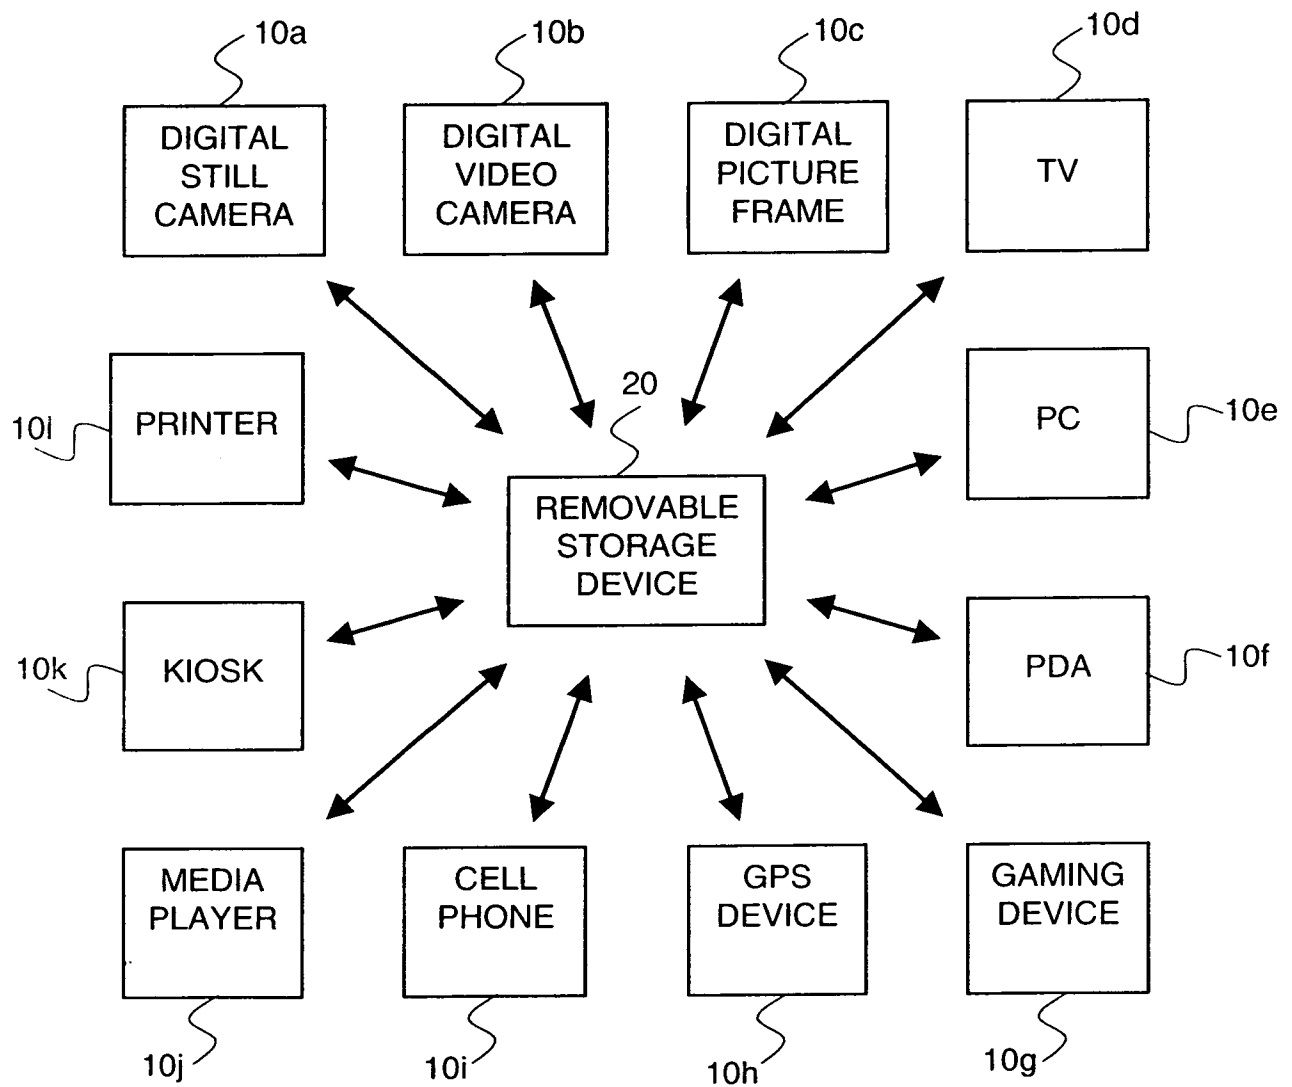 10a
10b
10c
10d
DIGITAL
STILL
CAMERA
DIGITAL
VIDEO
CAMERA
DIGITAL
PICTURE
FRAME
TV
10l
PRINTER
20
PC
10e
REMOVABLE
STORAGE
DEVICE
10k
KIOSK
PDA
10f
MEDIA
PLAYER
CELL
PHONE
GPS
DEVICE
GAMING
DEVICE
10j
10i
10h
10g